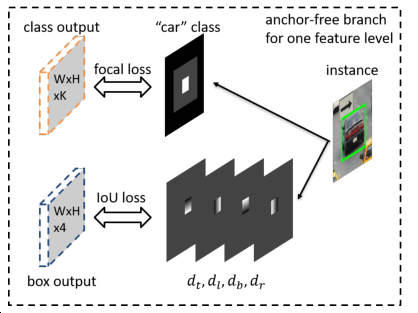 class output
"car" class
anchor-free branch
for one feature level
instance
focal loss
WxH
xK
IoU loss
WxH
x4
box output
d_t, d_l, d_b, d_r